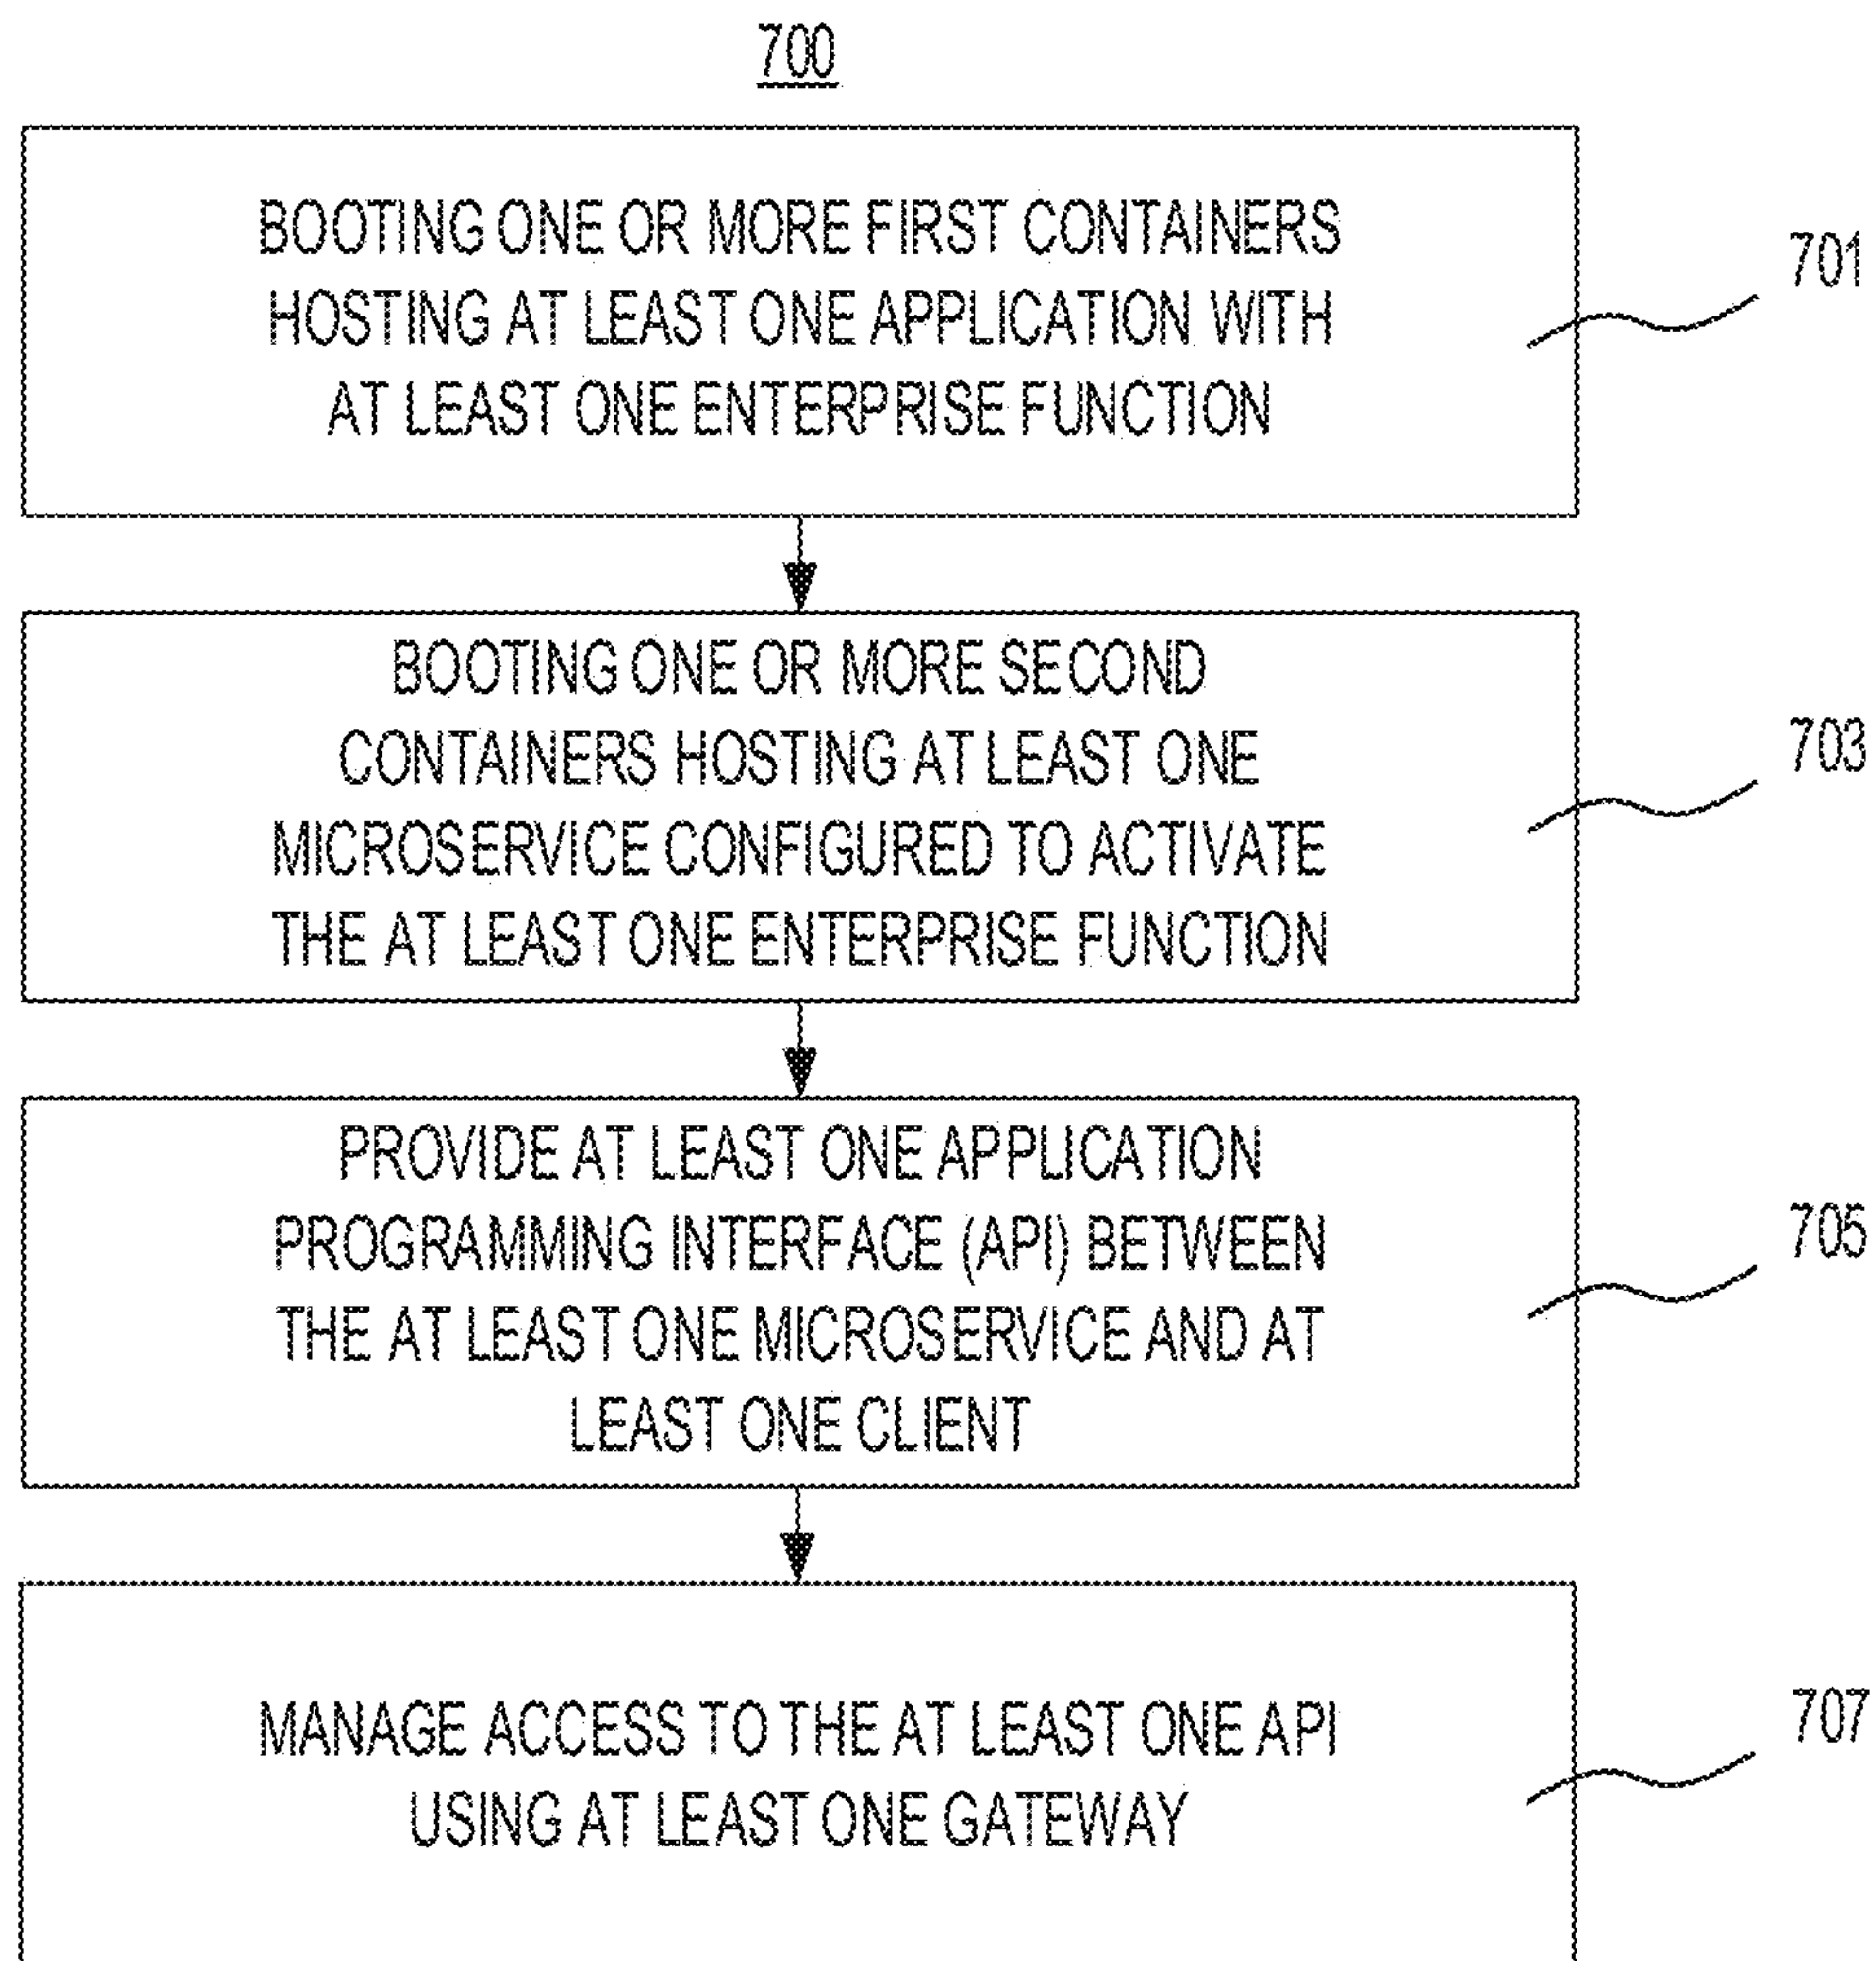 700
BOOTING ONE OR MORE FIRST CONTAINERS
HOSTING AT LEAST ONE APPLICATION WITH
AT LEAST ONE ENTERPRISE FUNCTION
701
BOOTING ONE OR MORE SECOND
CONTAINERS HOSTING AT LEAST ONE
MICROSERVICE CONFIGURED TO ACTIVATE
THE AT LEAST ONE ENTERPRISE FUNCTION
703
PROVIDE AT LEAST ONE APPLICATION
PROGRAMMING INTERFACE (API) BETWEEN
THE AT LEAST ONE MICROSERVICE AND AT
LEAST ONE CLIENT
705
MANAGE ACCESS TO THE AT LEAST ONE API
USING AT LEAST ONE GATEWAY
707